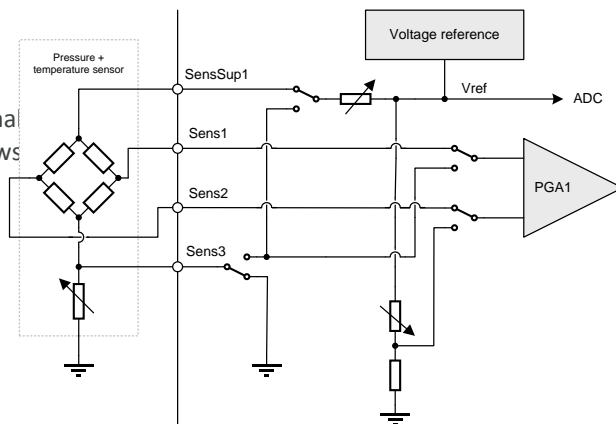 Voltage reference
Pressure +
temperature sensor
SensSup1
Vref
ADC
Sens1
PGA1
Sens2
Sens3